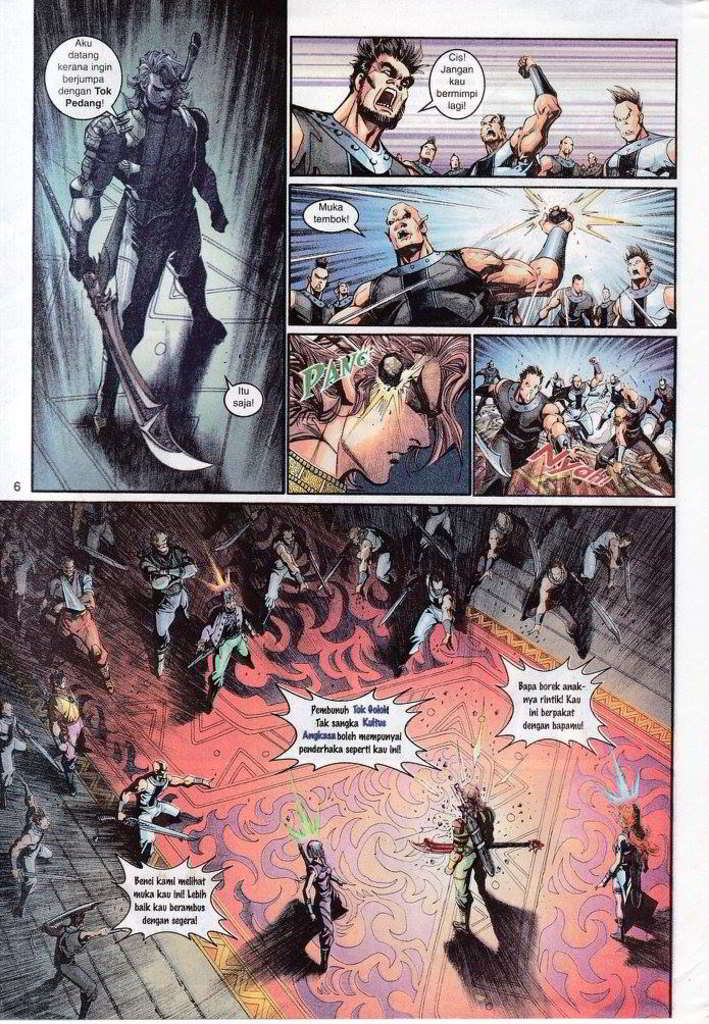 Aku
datang
kerana ingin
berjumpa
dengan Tok
Pedang!
Itu
saja!
Cis!
Jangan
kau
bermimpi
lagi!
Muka
tembok!
PANG
Nyah!
6
Pembunuh Tok Golok!
Tak sangka Kultus
Angkasa boleh mempunyai
penderhaka seperti kau ini!
Bapa borek anak-
nya rintik! Kau
ini berpakat
dengan bapamu!
Benci kami melihat
muka kau ini! Lebih
baik kau berambus
dengan segera!